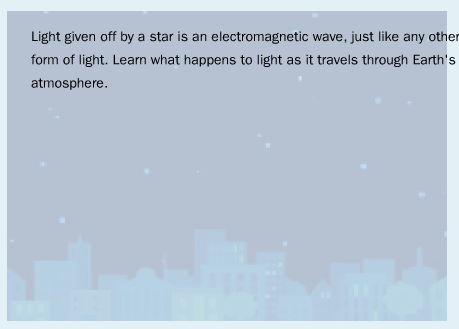 Light given off by a star is an electromagnetic wave, just like any other
form of light. Learn what happens to light as it travels through Earth's
atmosphere.